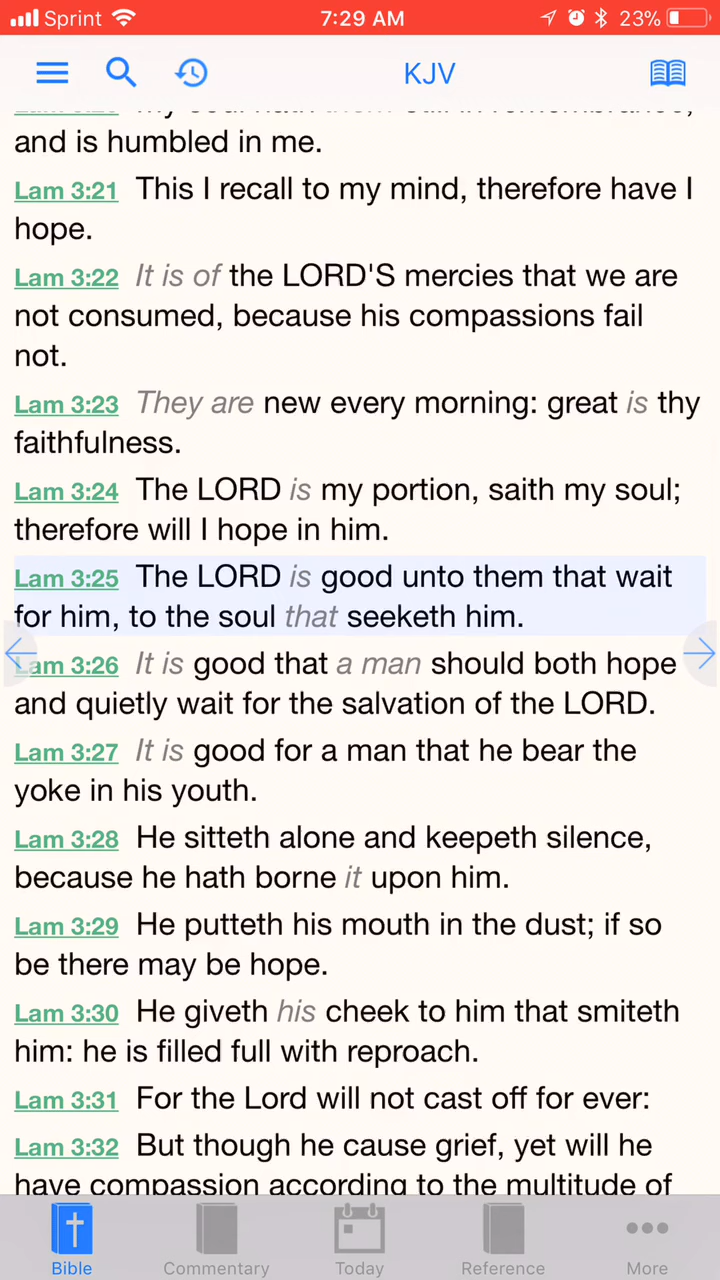 Sprint 7:29 AM 23%
KJV
and is humbled in me.
Lam 3:21 This I recall to my mind, therefore have I
hope.
Lam 3:22 It is of the LORD'S mercies that we are
not consumed, because his compassions fail
not.
Lam 3:23 They are new every morning: great is thy
faithfulness.
Lam 3:24 The LORD is my portion, saith my soul;
therefore will I hope in him.
Lam 3:25 The LORD is good unto them that wait
for him, to the soul that seeketh him.
Lam 3:26 It is good that a man should both hope
and quietly wait for the salvation of the LORD.
Lam 3:27 It is good for a man that he bear the
yoke in his youth.
Lam 3:28 He sitteth alone and keepeth silence,
because he hath borne it upon him.
Lam 3:29 He putteth his mouth in the dust; if so
be there may be hope.
Lam 3:30 He giveth his cheek to him that smiteth
him: he is filled full with reproach.
Lam 3:31 For the Lord will not cast off for ever:
Lam 3:32 But though he cause grief, yet will he
have compassion according to the multitude of
Bible Commentary Today Reference More